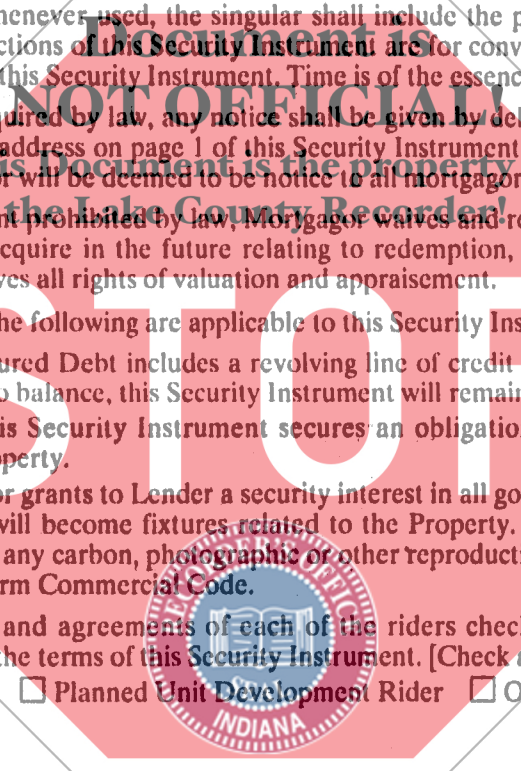 henever used, the singular shall include the p
Document is
ctions of this Security Instrument are for conv
this Security Instrument. Time is of the essenc
NOT OFFICIAL!
quired by law, any notice shall be given by del
address on page 1 of this Security Instrument
is Document is the property
or will be deemed to be notice to all mortgagor
the Lake County Recorder!
nt prohibited by law, Mortgagor waives and re
cquire in the future relating to redemption,
ves all rights of valuation and appraisement.
STOP
he following are applicable to this Security Ins
ured Debt includes a revolving line of credit
o balance, this Security Instrument will remain
is Security Instrument secures an obligatio
perty.
or grants to Lender a security interest in all go
will become fixtures related to the Property.
any carbon, photographic or other reproducti
rm Commercial Code.
RECORDER'S OFFICE
and agreements of each of the riders chec
the terms of this Security Instrument. [Check
☐ Planned Unit Development Rider ☐ O
INDIANA